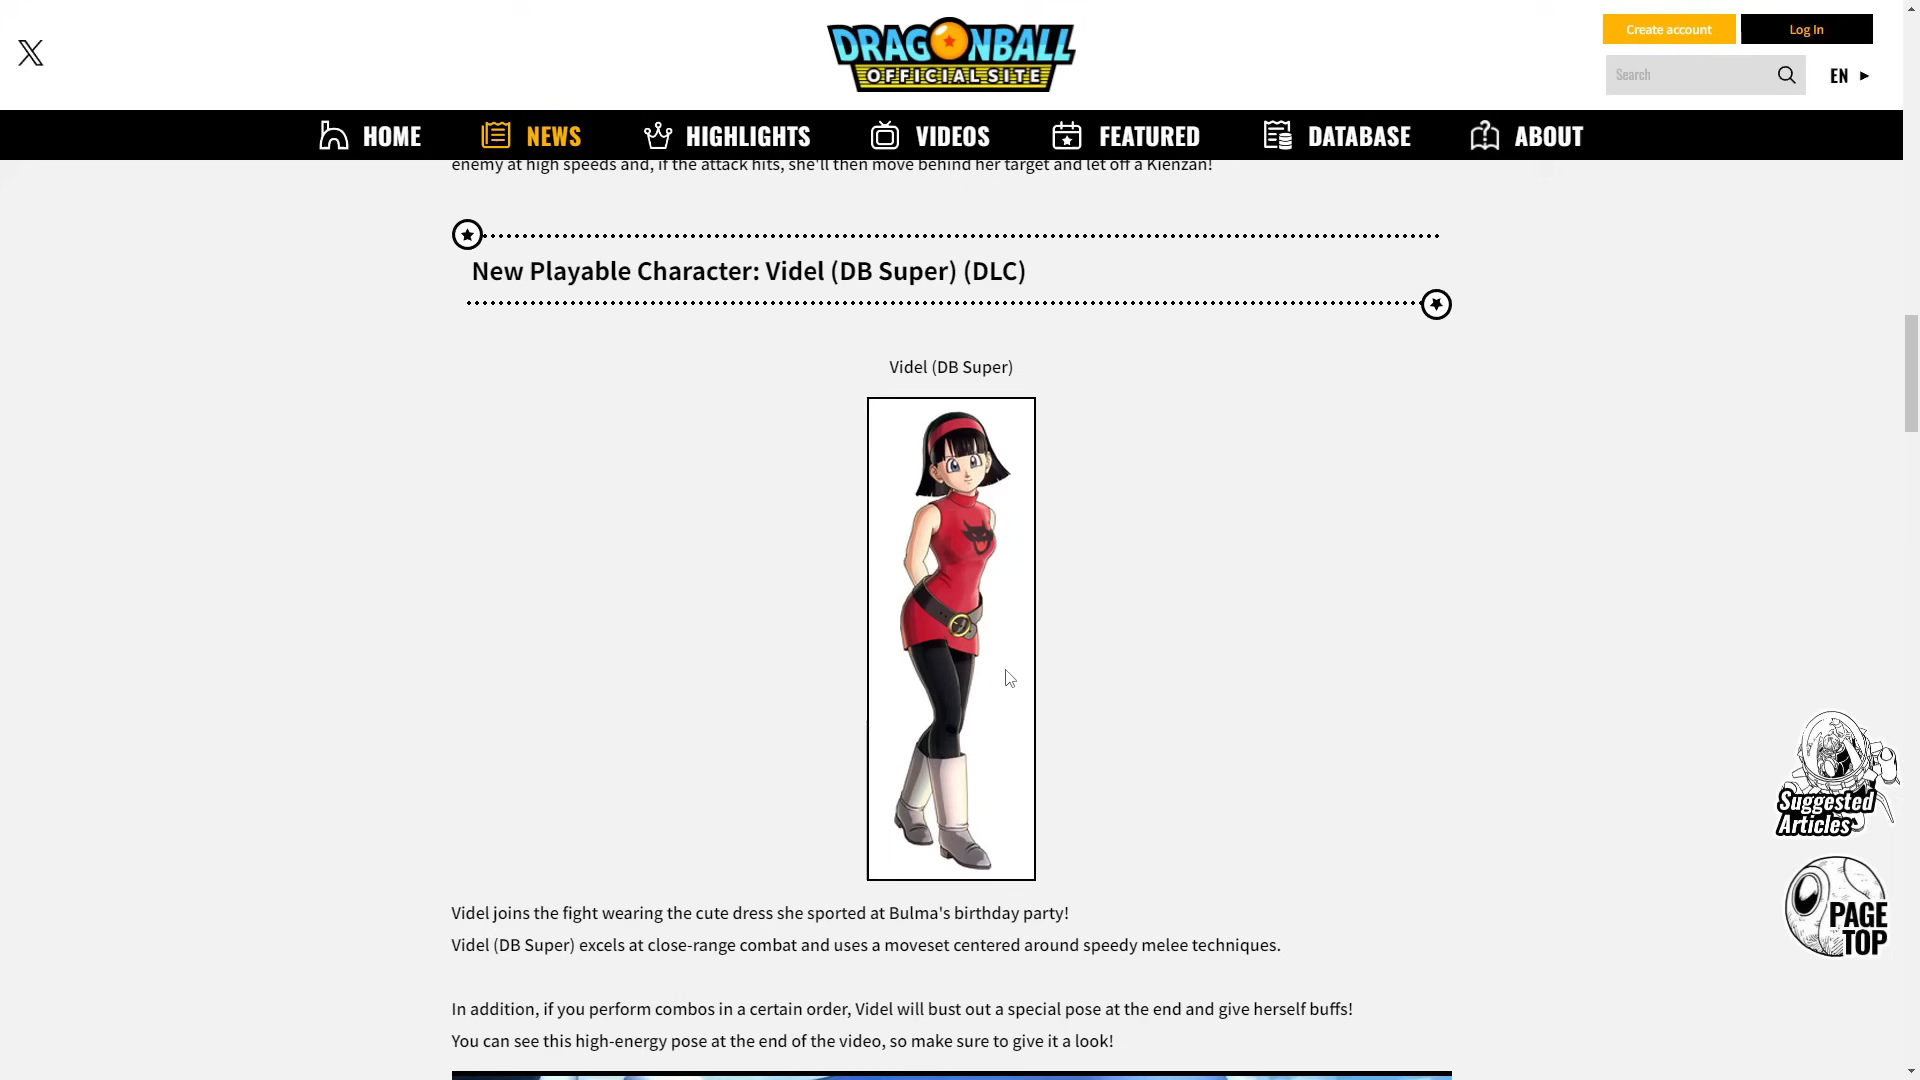 DRAGONBALL
OFFICIAL SITE
Create account
Log In
Search
EN
HOME
NEWS
HIGHLIGHTS
VIDEOS
FEATURED
DATABASE
ABOUT
enemy at high speeds and, if the attack hits, she'll then move behind her target and let off a Kienzan!
New Playable Character: Videl (DB Super) (DLC)
Videl (DB Super)
Videl joins the fight wearing the cute dress she sported at Bulma's birthday party!
Videl (DB Super) excels at close-range combat and uses a moveset centered around speedy melee techniques.
In addition, if you perform combos in a certain order, Videl will bust out a special pose at the end and give herself buffs!
You can see this high-energy pose at the end of the video, so make sure to give it a look!
Suggested
Articles
PAGE
TOP